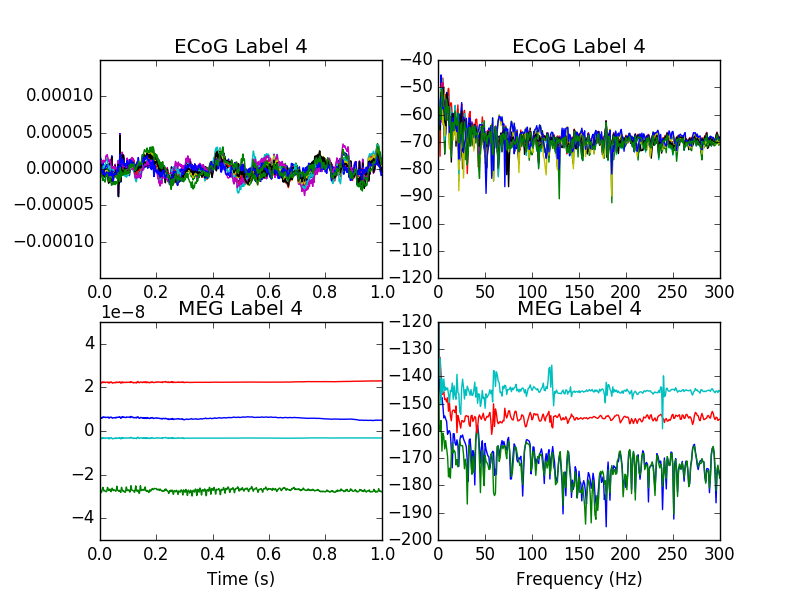 ECoG Label 4
0.00010
0.00005
0.00000
−0.00005
−0.00010
0.0 0.2 0.4 0.6 0.8 1.0
ECoG Label 4
−40
−50
−60
−70
−80
−90
−100
−110
−120
0 50 100 150 200 250 300
MEG Label 4
1e−8
4
2
0
−2
−4
0.0 0.2 0.4 0.6 0.8 1.0
Time (s)
MEG Label 4
−120
−130
−140
−150
−160
−170
−180
−190
−200
0 50 100 150 200 250 300
Frequency (Hz)